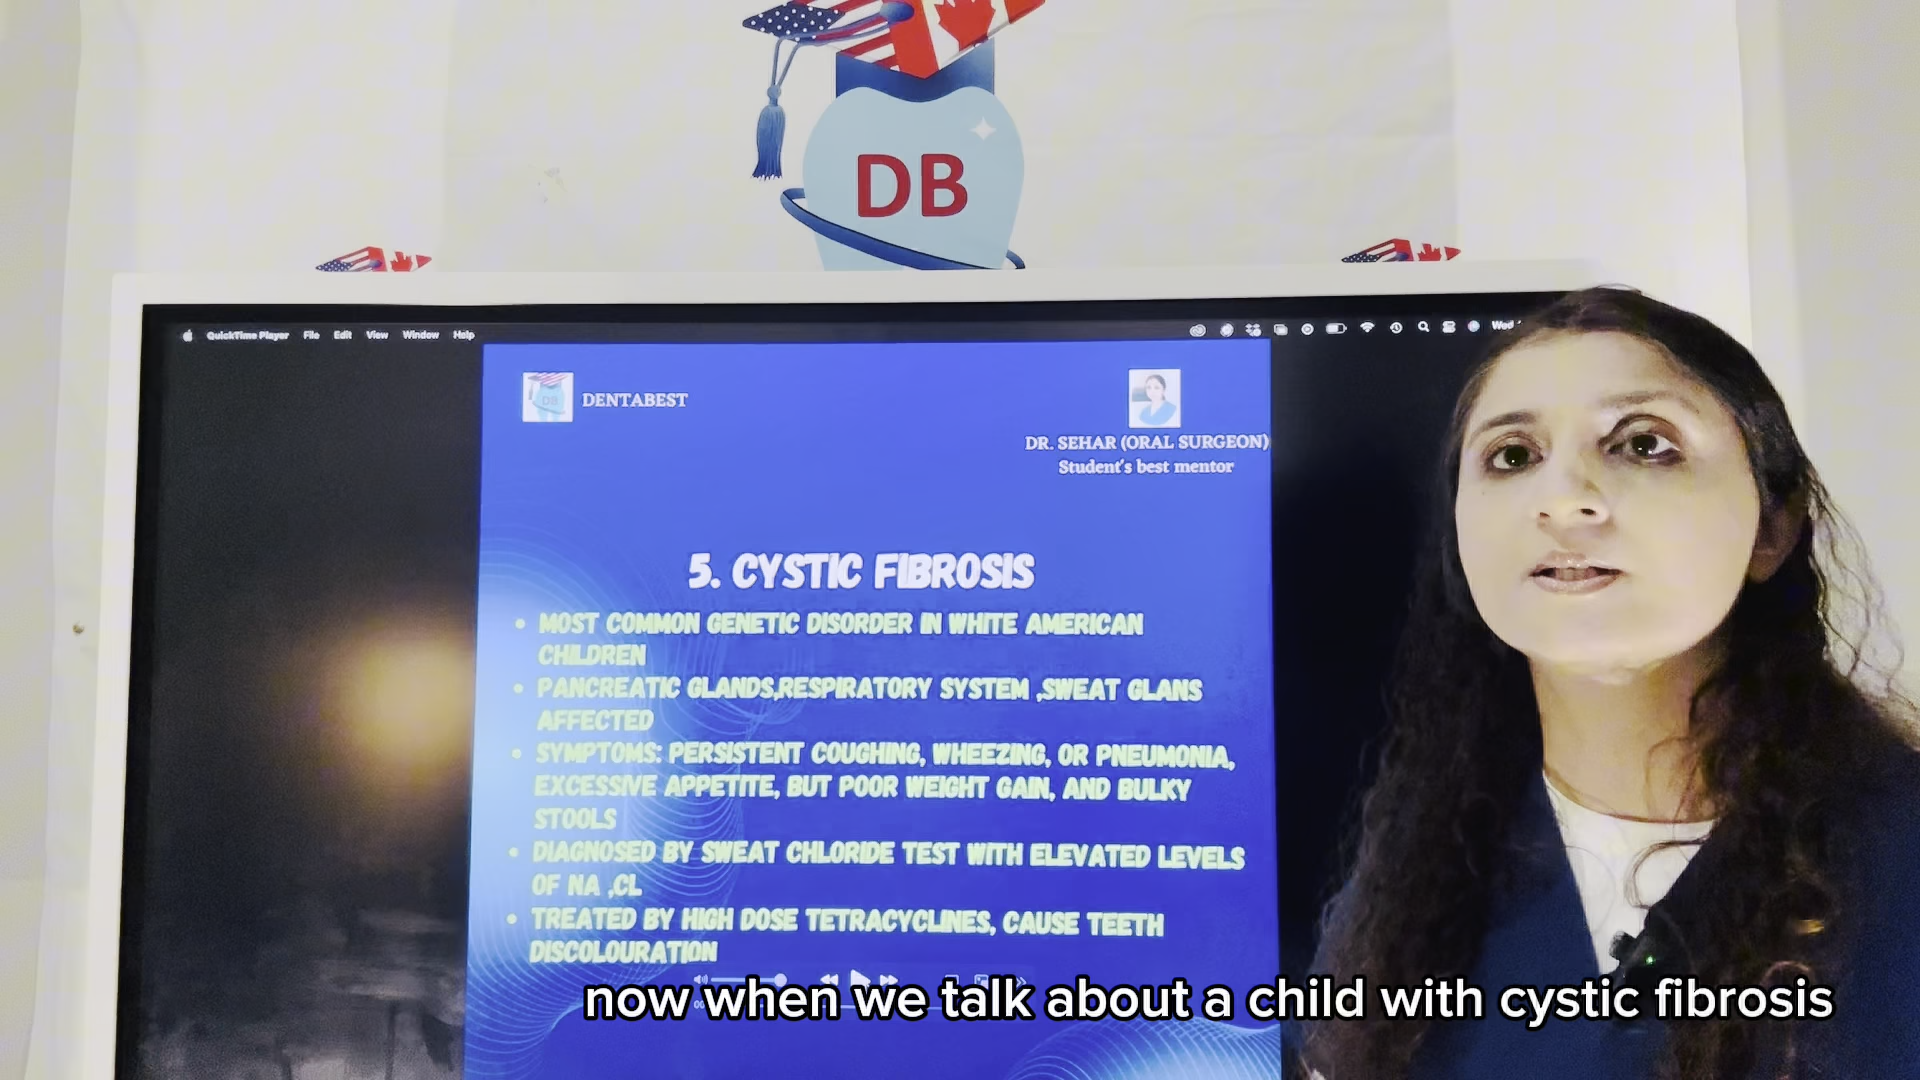 DB
QuickTime Player File Edit View Window Help
Wed
DB
DENTABEST
DR. SEHAR (ORAL SURGEON)
Student's best mentor
5. CYSTIC FIBROSIS
• MOST COMMON GENETIC DISORDER IN WHITE AMERICAN
CHILDREN
• PANCREATIC GLANDS,RESPIRATORY SYSTEM ,SWEAT GLANS
AFFECTED
• SYMPTOMS: PERSISTENT COUGHING, WHEEZING, OR PNEUMONIA,
EXCESSIVE APPETITE, BUT POOR WEIGHT GAIN, AND BULKY
STOOLS
• DIAGNOSED BY SWEAT CHLORIDE TEST WITH ELEVATED LEVELS
OF NA ,CL
• TREATED BY HIGH DOSE TETRACYCLINES, CAUSE TEETH
DISCOLOURATION
now when we talk about a child with cystic fibrosis